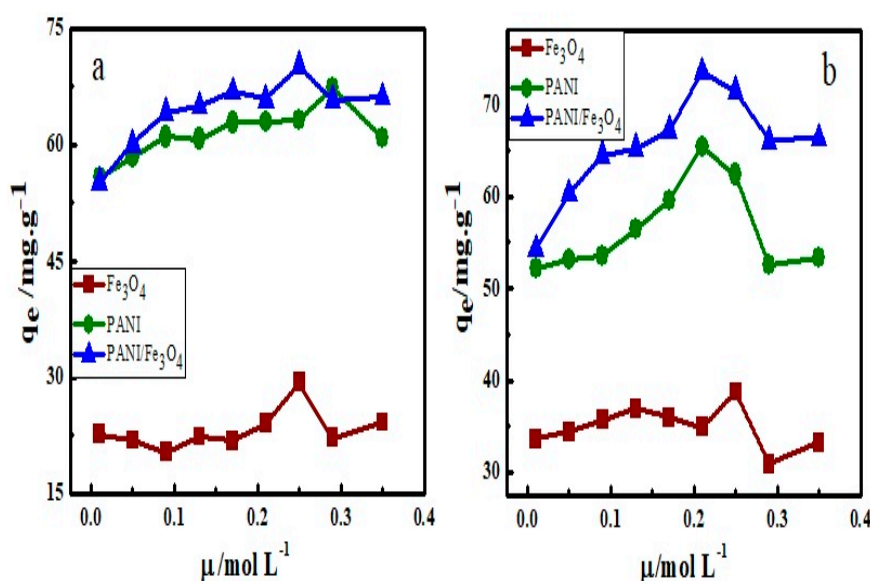 a
qₑ /mg.g⁻¹
75
60
45
30
15
Fe₃O₄
PANI
PANI/Fe₃O₄
0.0 0.1 0.2 0.3 0.4
μ/mol L⁻¹
b
qₑ /mg.g⁻¹
Fe₃O₄
PANI
PANI/Fe₃O₄
70
60
50
40
30
0.0 0.1 0.2 0.3 0.4
μ/mol L⁻¹